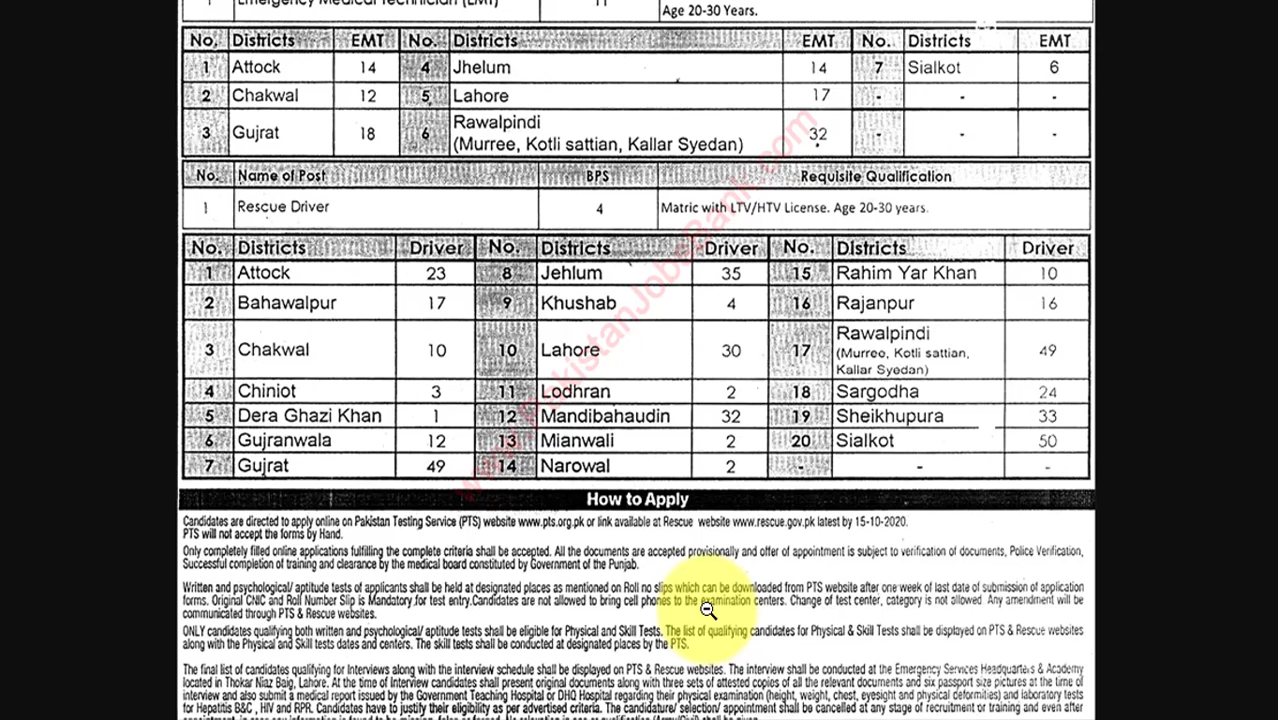 1 Emergency Medical Technician (EMT) 11
Age 20-30 Years.
No. Districts EMT No. Districts EMT No. Districts EMT
1 Attock 14 4 Jhelum 14 7 Sialkot 6
2 Chakwal 12 5 Lahore 17 - - -
3 Gujrat 18 6 Rawalpindi (Murree, Kotli sattian, Kallar Syedan) 32 - - -
No. Name of Post BPS Requisite Qualification
1 Rescue Driver 4 Matric with LTV/HTV License. Age 20-30 years.
No. Districts Driver No. Districts Driver No. Districts Driver
1 Attock 23 8 Jehlum 35 15 Rahim Yar Khan 10
2 Bahawalpur 17 9 Khushab 4 16 Rajanpur 16
3 Chakwal 10 10 Lahore 30 17 Rawalpindi (Murree, Kotli sattian, Kallar Syedan) 49
4 Chiniot 3 11 Lodhran 2 18 Sargodha 24
5 Dera Ghazi Khan 1 12 Mandibahaudin 32 19 Sheikhupura 33
6 Gujranwala 12 13 Mianwali 2 20 Sialkot 50
7 Gujrat 49 14 Narowal 2 - - -
www.PakistanJobsBank.com
How to Apply
Candidates are directed to apply online on Pakistan Testing Service (PTS) website www.pts.org.pk or link available at Rescue website www.rescue.gov.pk latest by 15-10-2020.
PTS will not accept the forms by Hand.
Only completely filled online applications fulfilling the complete criteria shall be accepted. All the documents are accepted provisionally and offer of appointment is subject to verification of documents, Police Verification,
Successful completion of training and clearance by the medical board constituted by Government of the Punjab.
Written and psychological/ aptitude tests of applicants shall be held at designated places as mentioned on Roll no slips which can be downloaded from PTS website after one week of last date of submission of application
forms. Original CNIC and Roll Number Slip is Mandatory for test entry.Candidates are not allowed to bring cell phones to the examination centers. Change of test center, category is not allowed Any amendment will be
communicated through PTS & Rescue websites.
ONLY candidates qualifying both written and psychological/ aptitude tests shall be eligible for Physical and Skill Tests. The list of qualifying candidates for Physical & Skill Tests shall be displayed on PTS & Rescue websites
along with the Physical and Skill tests dates and centers. The skill tests shall be conducted at designated places by the PTS.
The final list of candidates qualifying for Interviews along with the interview schedule shall be displayed on PTS & Rescue websites. The interview shall be conducted at the Emergency Services Headquarters & Academy
located in Thokar Niaz Baig, Lahore. At the time of Interview candidates shall present original documents along with three sets of attested copies of all the relevant documents and six passport size pictures at the time of
interview and also submit a medical report issued by the Government Teaching Hospital or DHQ Hospital regarding their physical examination (height, weight, chest, eyesight and physical deformities) and laboratory tests
for Hepatitis B&C , HIV and RPR. Candidates have to justify their eligibility as per advertised criteria. The candidature/ selection/ appointment shall be cancelled at any stage of recruitment or training and even after